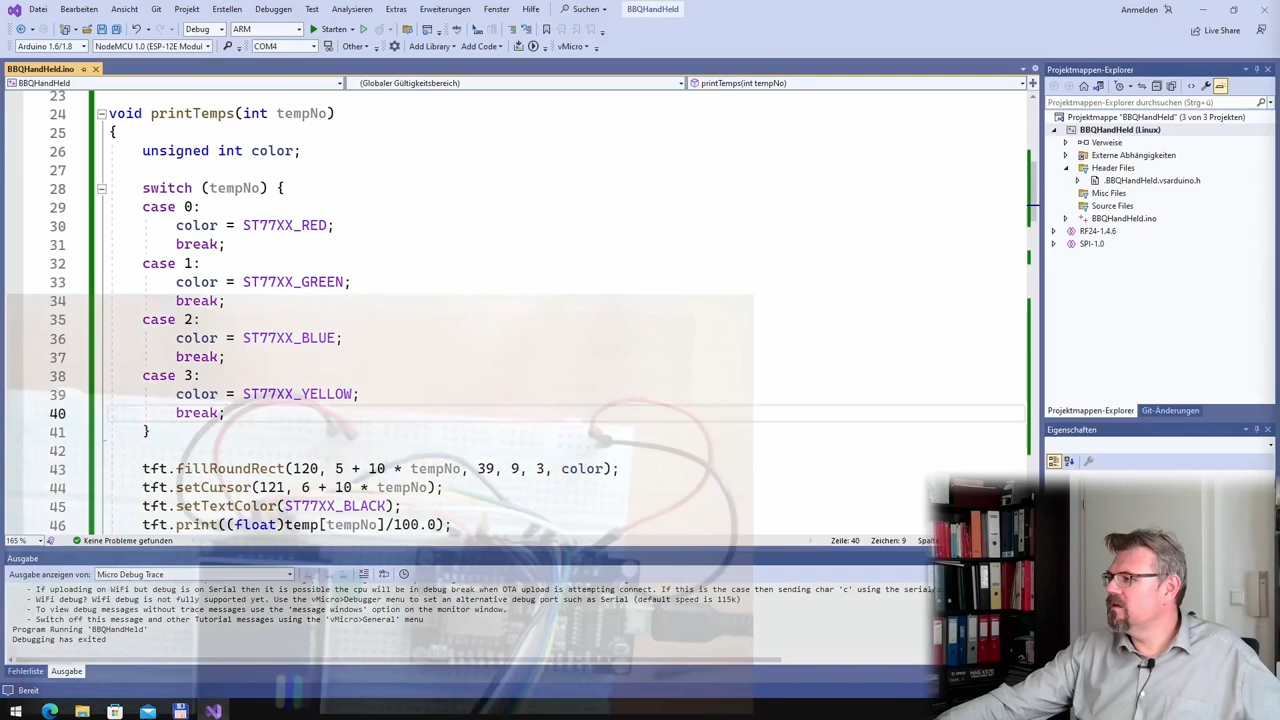 Datei Bearbeiten Ansicht Git Projekt Erstellen Debuggen Test Analysieren Extras Erweiterungen Fenster Hilfe Suchen BBQHandHeld Anmelden
Debug ARM Starten Live Share
Arduino 1.6/1.8 NodeMCU 1.0 (ESP-12E Modul) COM4 Other Add Library Add Code vMicro
BBQHandHeld.ino
BBQHandHeld (Globaler Gültigkeitsbereich) printTemps(int tempNo)
23
24 void printTemps(int tempNo)
25 {
26 unsigned int color;
27
28 switch (tempNo) {
29 case 0:
30 color = ST77XX_RED;
31 break;
32 case 1:
33 color = ST77XX_GREEN;
34 break;
35 case 2:
36 color = ST77XX_BLUE;
37 break;
38 case 3:
39 color = ST77XX_YELLOW;
40 break;
41 }
42
43 tft.fillRoundRect(120, 5 + 10 * tempNo, 39, 9, 3, color);
44 tft.setCursor(121, 6 + 10 * tempNo);
45 tft.setTextColor(ST77XX_BLACK);
46 tft.print((float)temp[tempNo]/100.0);
165 % Keine Probleme gefunden Zeile: 40 Zeichen: 9 Spalt
Ausgabe
Ausgabe anzeigen von: Micro Debug Trace
- If uploading on WiFi but debug is on Serial then it is possible the cpu will be in debug break when OTA upload is attempting connect. If this is the case then sending char 'c' using the serial/d
- WiFi debug? Wifi debug is not fully supported yet. Use the vMicro>Debugger menu to set an alternative debug port such as Serial (default speed is 115k)
- To view debug messages without trace messages use the 'message windows' option on the monitor window.
- Switch off this message and other Tutorial messages using the 'vMicro>General' menu
Program Running 'BBQHandHeld'
Debugging has exited
Fehlerliste Ausgabe
Bereit
Projektmappen-Explorer
Projektmappen-Explorer durchsuchen (Strg+ü)
Projektmappe "BBQHandHeld" (3 von 3 Projekten)
BBQHandHeld (Linux)
Verweise
Externe Abhängigkeiten
Header Files
.BBQHandHeld.vsarduino.h
Misc Files
Source Files
BBQHandHeld.ino
RF24-1.4.6
SPI-1.0
Projektmappen-Explorer Git-Änderungen
Eigenschaften